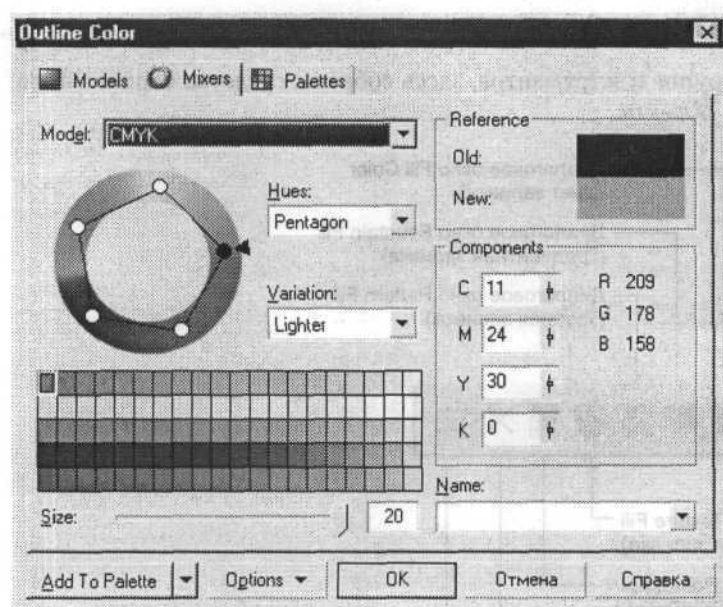 Outline Color
Models Mixers Palettes
Model: CMYK
Hues:
Pentagon
Variation:
Lighter
Size: 20
Reference
Old:
New:
Components
C 11 R 209
G 178
M 24 B 158
Y 30
K 0
Name:
Add To Palette Options OK Отмена Справка